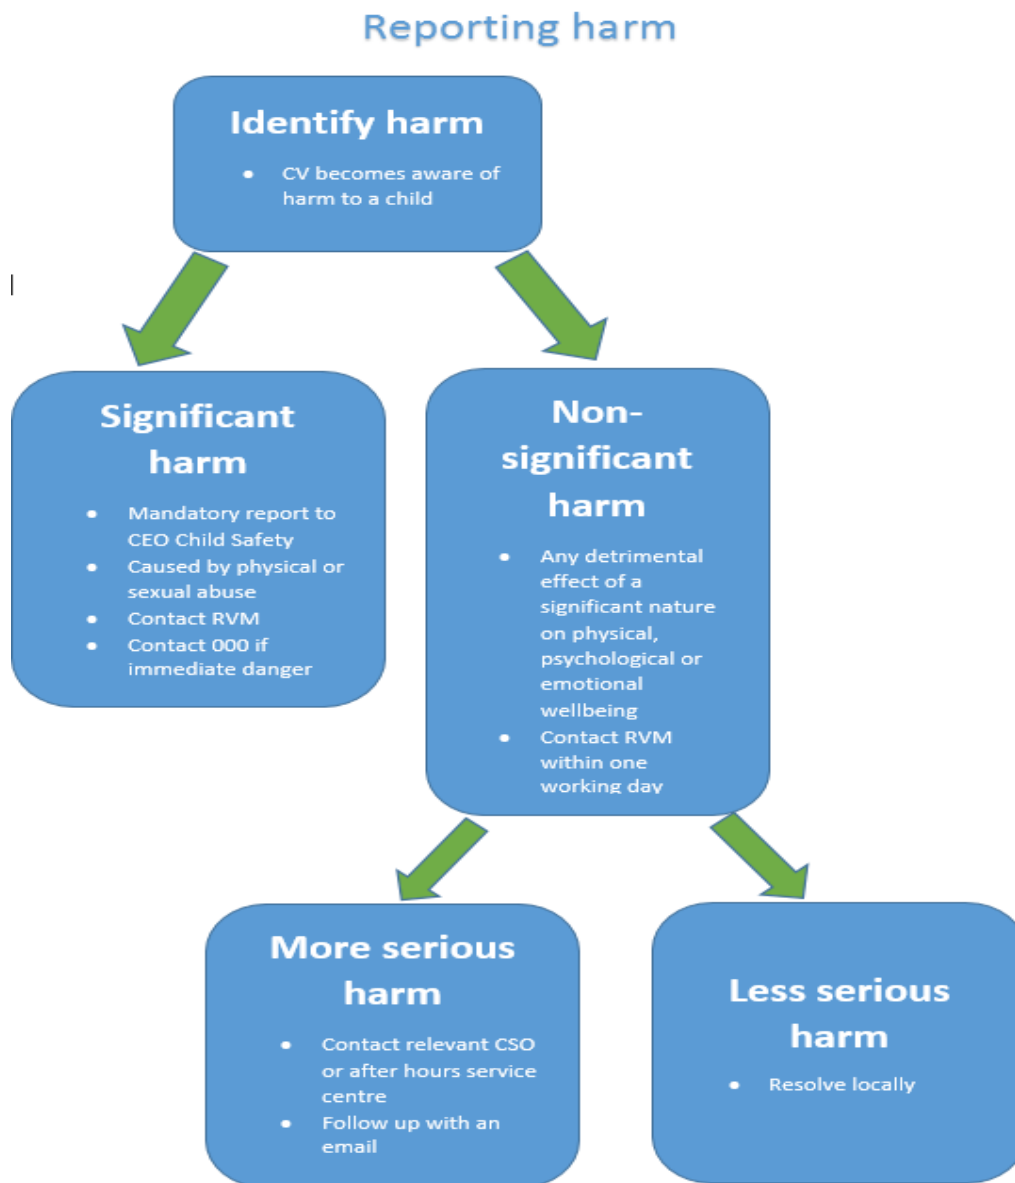 Reporting harm
Identify harm
• CV becomes aware of
harm to a child
Significant
harm
• Mandatory report to
CEO Child Safety
• Caused by physical or
sexual abuse
• Contact RVM
• Contact 000 if
immediate danger
Non-
significant
harm
• Any detrimental
effect of a
significant nature
on physical,
psychological or
emotional
wellbeing
• Contact RVM
within one
working day
More serious
harm
• Contact relevant CSO
or after hours service
centre
• Follow up with an
email
Less serious
harm
• Resolve locally